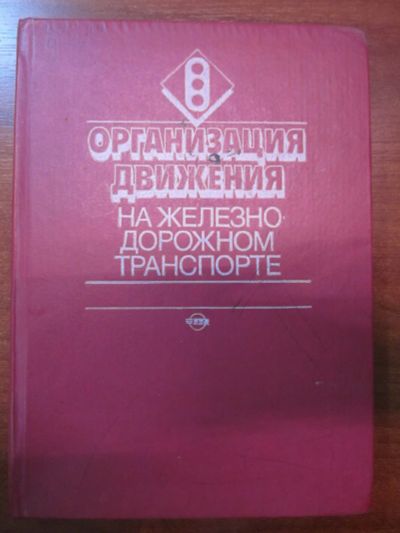 ОРГАНИЗАЦИЯ
ДВИЖЕНИЯ
НА ЖЕЛЕЗНО-
ДОРОЖНОМ
ТРАНСПОРТЕ